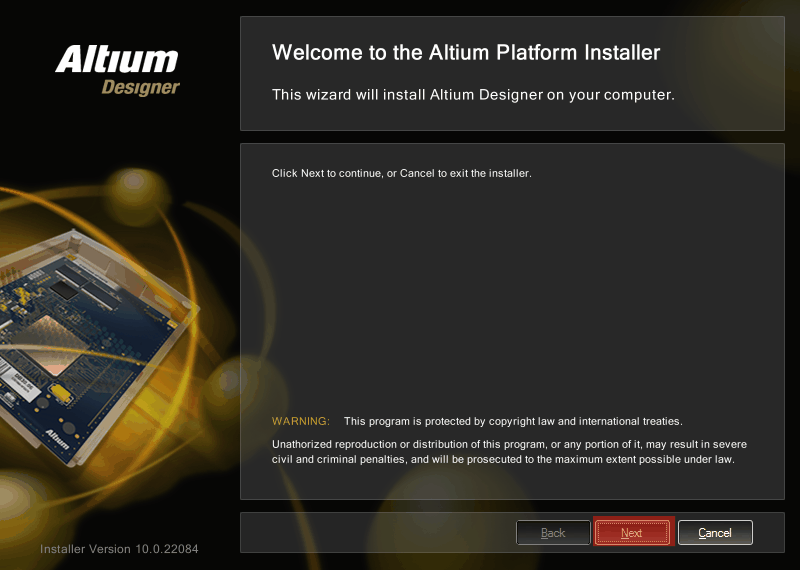 Altium
Designer
Welcome to the Altium Platform Installer
This wizard will install Altium Designer on your computer.
Click Next to continue, or Cancel to exit the installer.
WARNING: This program is protected by copyright law and international treaties.
Unathorized reproduction or distribution of this program, or any portion of it, may result in severe
civil and criminal penalties, and will be prosecuted to the maximum extent possible under law.
Altium
Installer Version 10.0.22084
Back Next Cancel